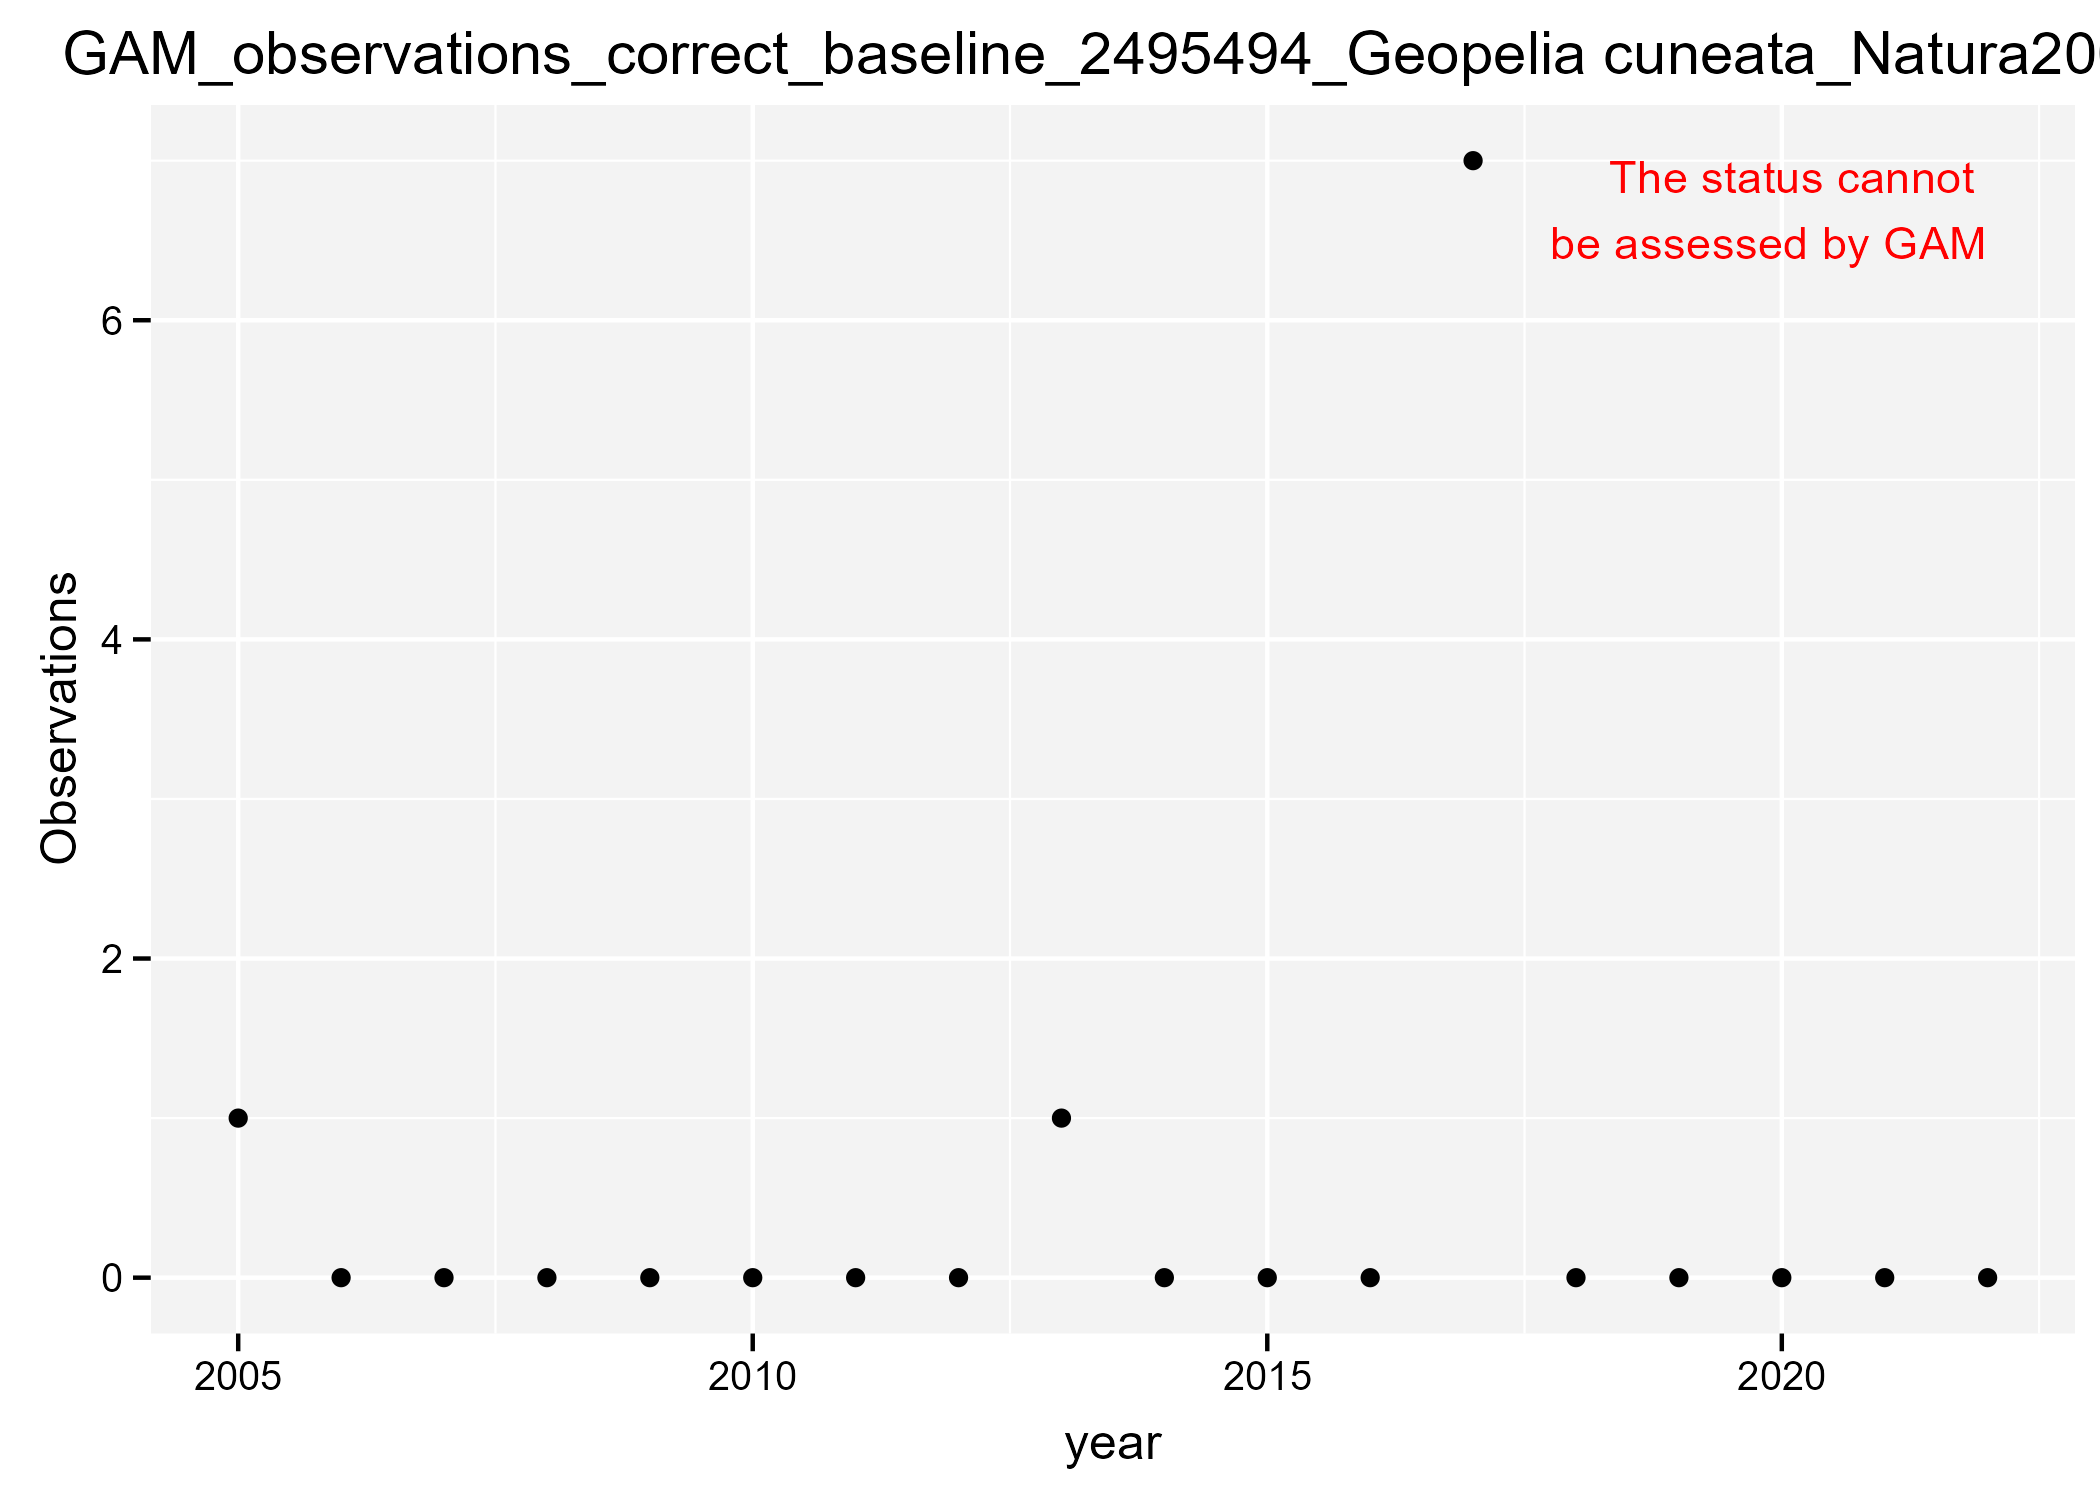 GAM_observations_correct_baseline_2495494_Geopelia cuneata_Natura20
The status cannot
be assessed by GAM
6
4
2
0
Observations
2005 2010 2015 2020
year